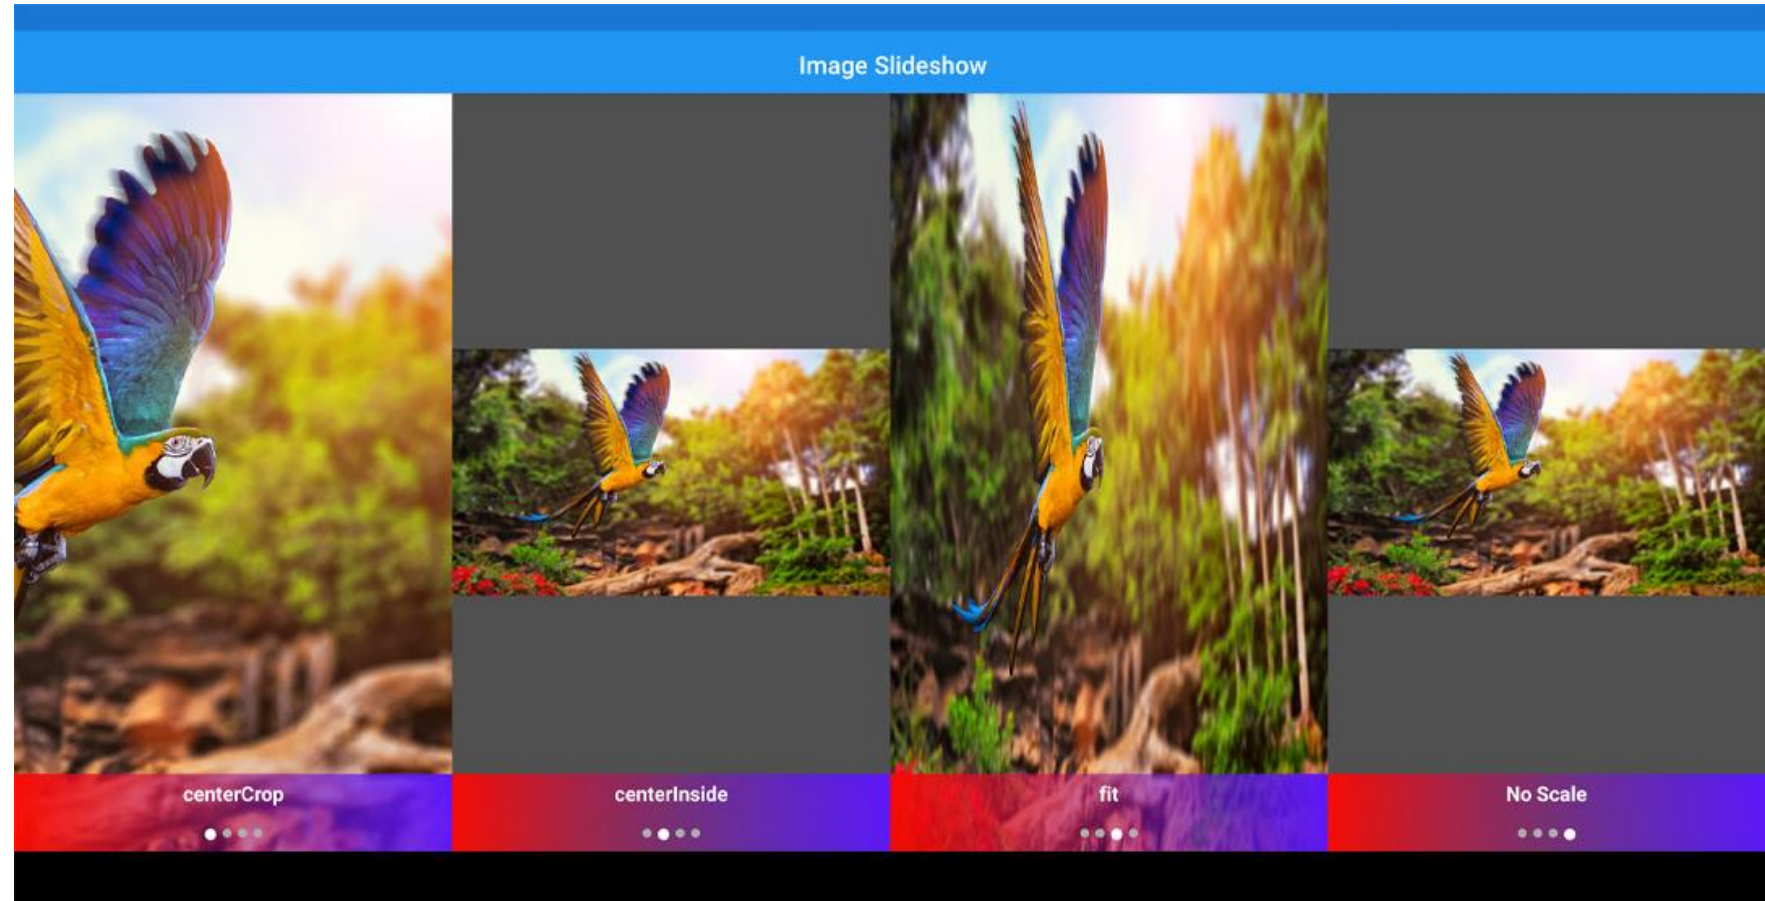 Image Slideshow
centerCrop
centerInside
fit
No Scale